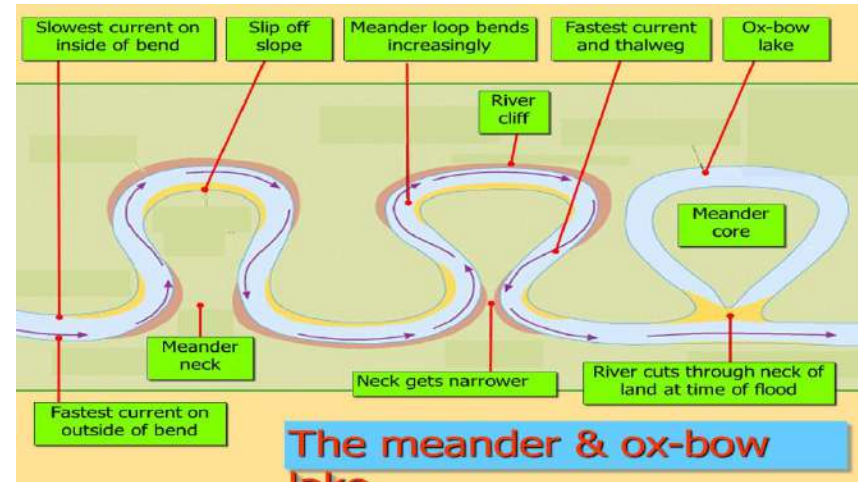 Slowest current on
inside of bend
Slip off
slope
Meander loop bends
increasingly
Fastest current
and thalweg
Ox-bow
lake
River
cliff
Meander
core
Meander
neck
Neck gets narrower
River cuts through neck of
land at time of flood
Fastest current on
outside of bend
The meander & ox-bow
lake